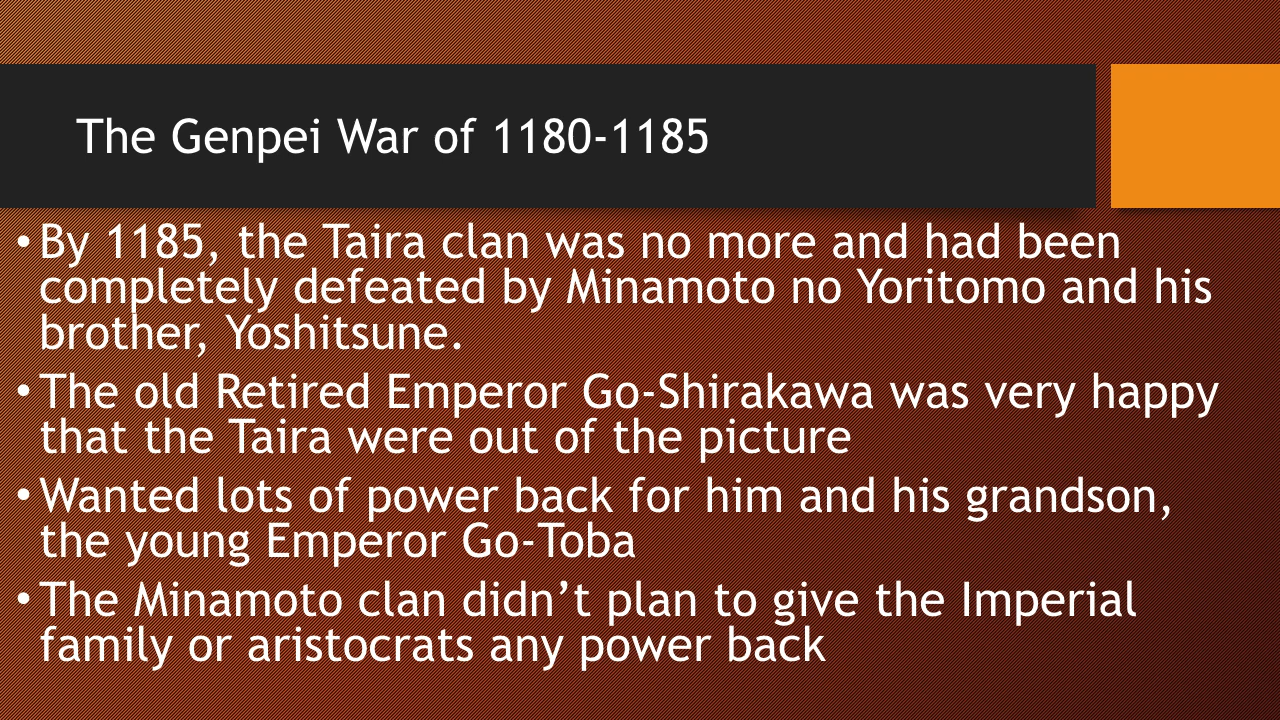 The Genpei War of 1180-1185
• By 1185, the Taira clan was no more and had been
completely defeated by Minamoto no Yoritomo and his
brother, Yoshitsune.
• The old Retired Emperor Go-Shirakawa was very happy
that the Taira were out of the picture
• Wanted lots of power back for him and his grandson,
the young Emperor Go-Toba
• The Minamoto clan didn’t plan to give the Imperial
family or aristocrats any power back